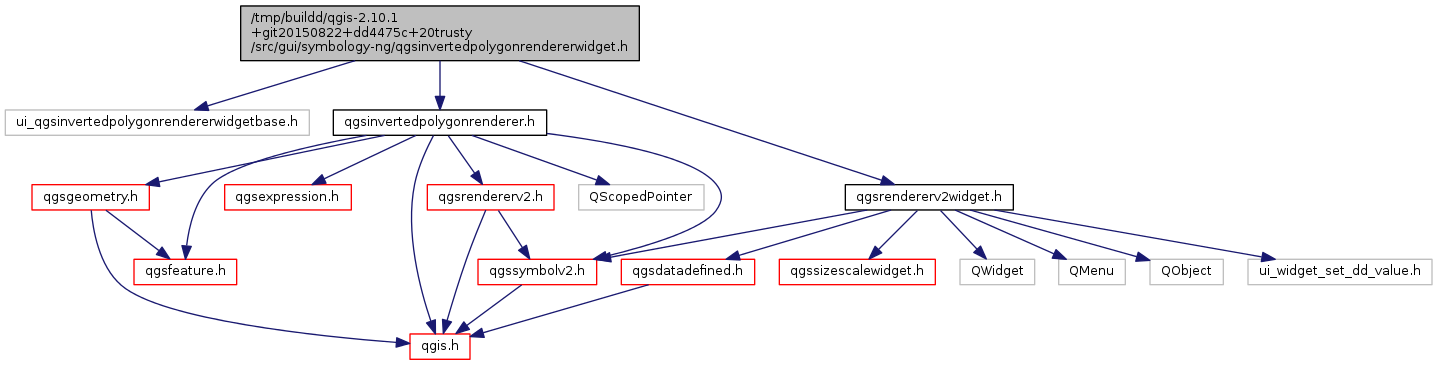 /tmp/buildd/qgis-2.10.1
+git20150822+dd4475c+20trusty
/src/gui/symbology-ng/qgsinvertedpolygonrendererwidget.h
ui_qgsinvertedpolygonrendererwidgetbase.h
qgsinvertedpolygonrenderer.h
qgsgeometry.h
qgsexpression.h
qgsrendererv2.h
QScopedPointer
qgsrendererv2widget.h
qgsfeature.h
qgssymbolv2.h
qgsdatadefined.h
qgssizescalewidget.h
QWidget
QMenu
QObject
ui_widget_set_dd_value.h
qgis.h